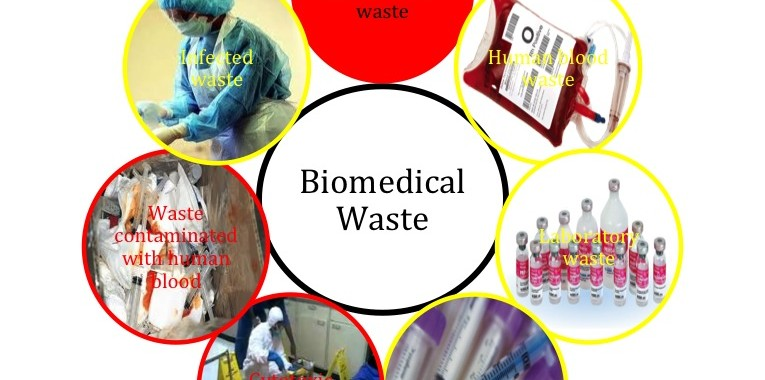 waste
Infected
waste
Human blood
waste
Biomedical
Waste
Waste
contaminated
with human
blood
Laboratory
waste